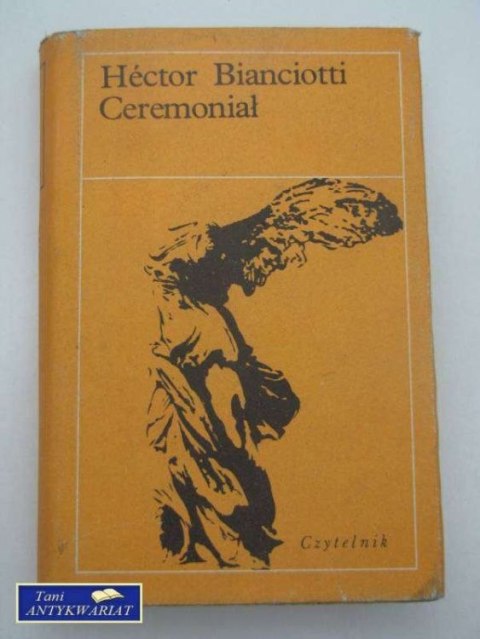 Héctor Bianciotti
Ceremoniał
Czytelnik
Tani
ANTYKWARIAT